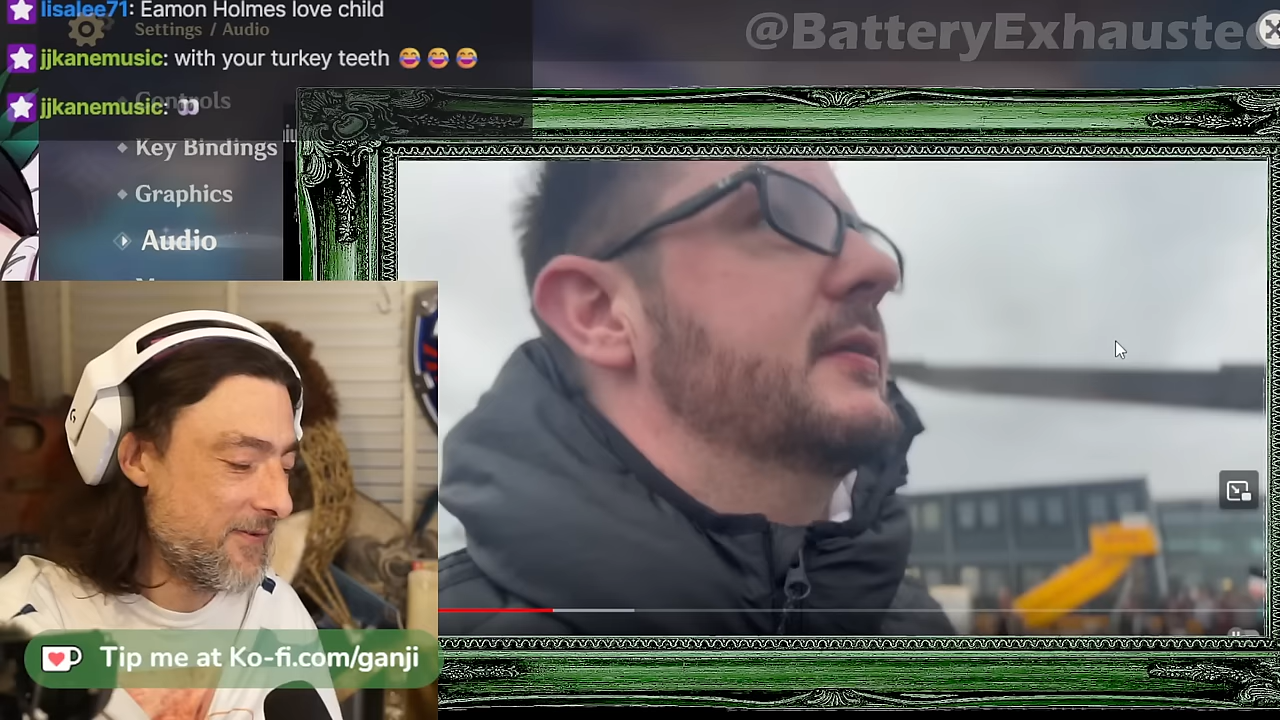 lisalee71: Eamon Holmes love child
Settings / Audio
@BatteryExhausted
jjkanemusic: with your turkey teeth 😂 😂 😂
jjkanemusic: 👀
Controls
Key Bindings
Graphics
Audio
Tip me at Ko-fi.com/ganji